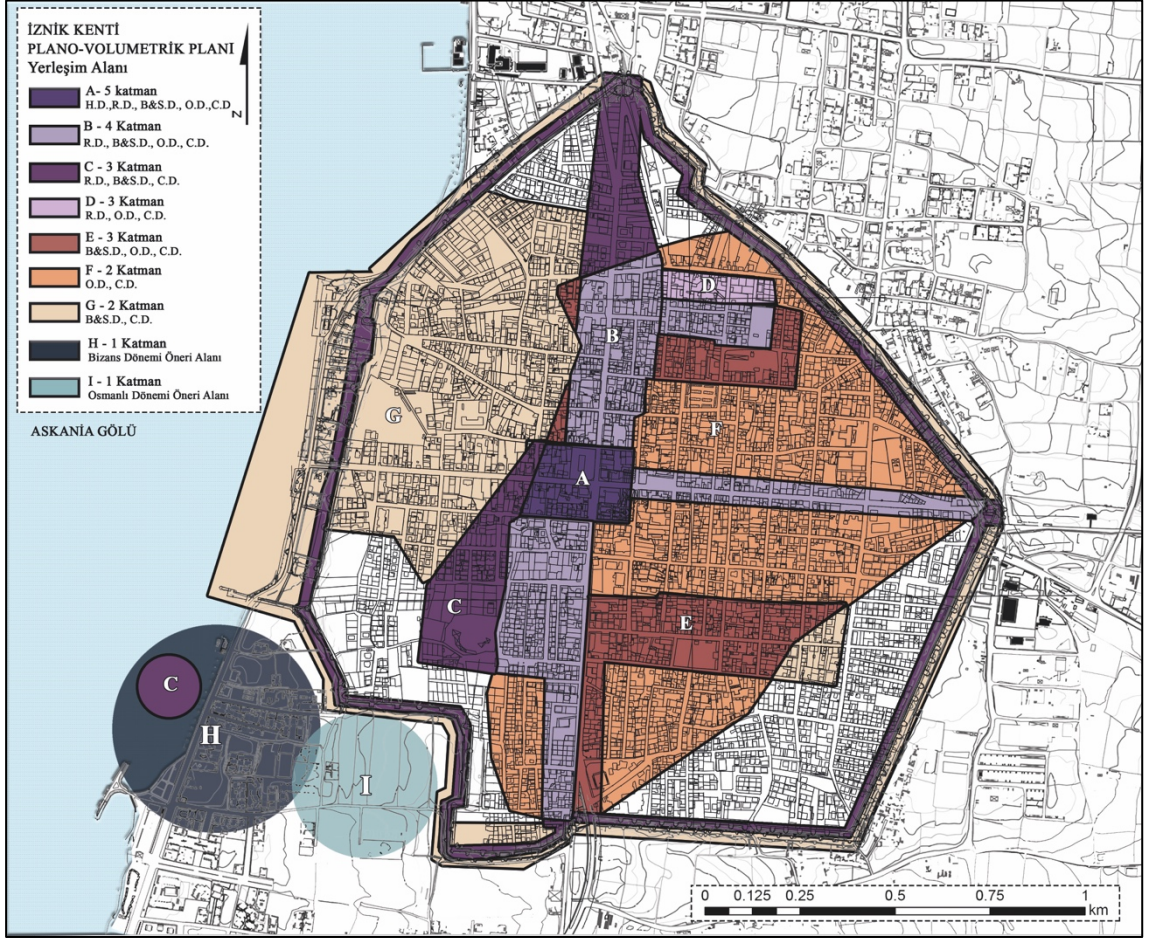 İZNİK KENTİ
PLANO-VOLUMETRİK PLANI
Yerleşim Alanı
A- 5 katman
H.D.,R.D., B&S.D., O.D.,C.D
B - 4 Katman
R.D., B&S.D., O.D., C.D.
C - 3 Katman
R.D., B&S.D., C.D.
D - 3 Katman
R.D., O.D., C.D.
E - 3 Katman
B&S.D., O.D., C.D.
F - 2 Katman
O.D., C.D.
G - 2 Katman
B&S.D., C.D.
H - 1 Katman
Bizans Dönemi Öneri Alanı
I - 1 Katman
Osmanlı Dönemi Öneri Alanı
Z
ASKANIA GÖLÜ
D
B
G
F
A
C
E
C
H
I
0 0.125 0.25 0.5 0.75 1
km